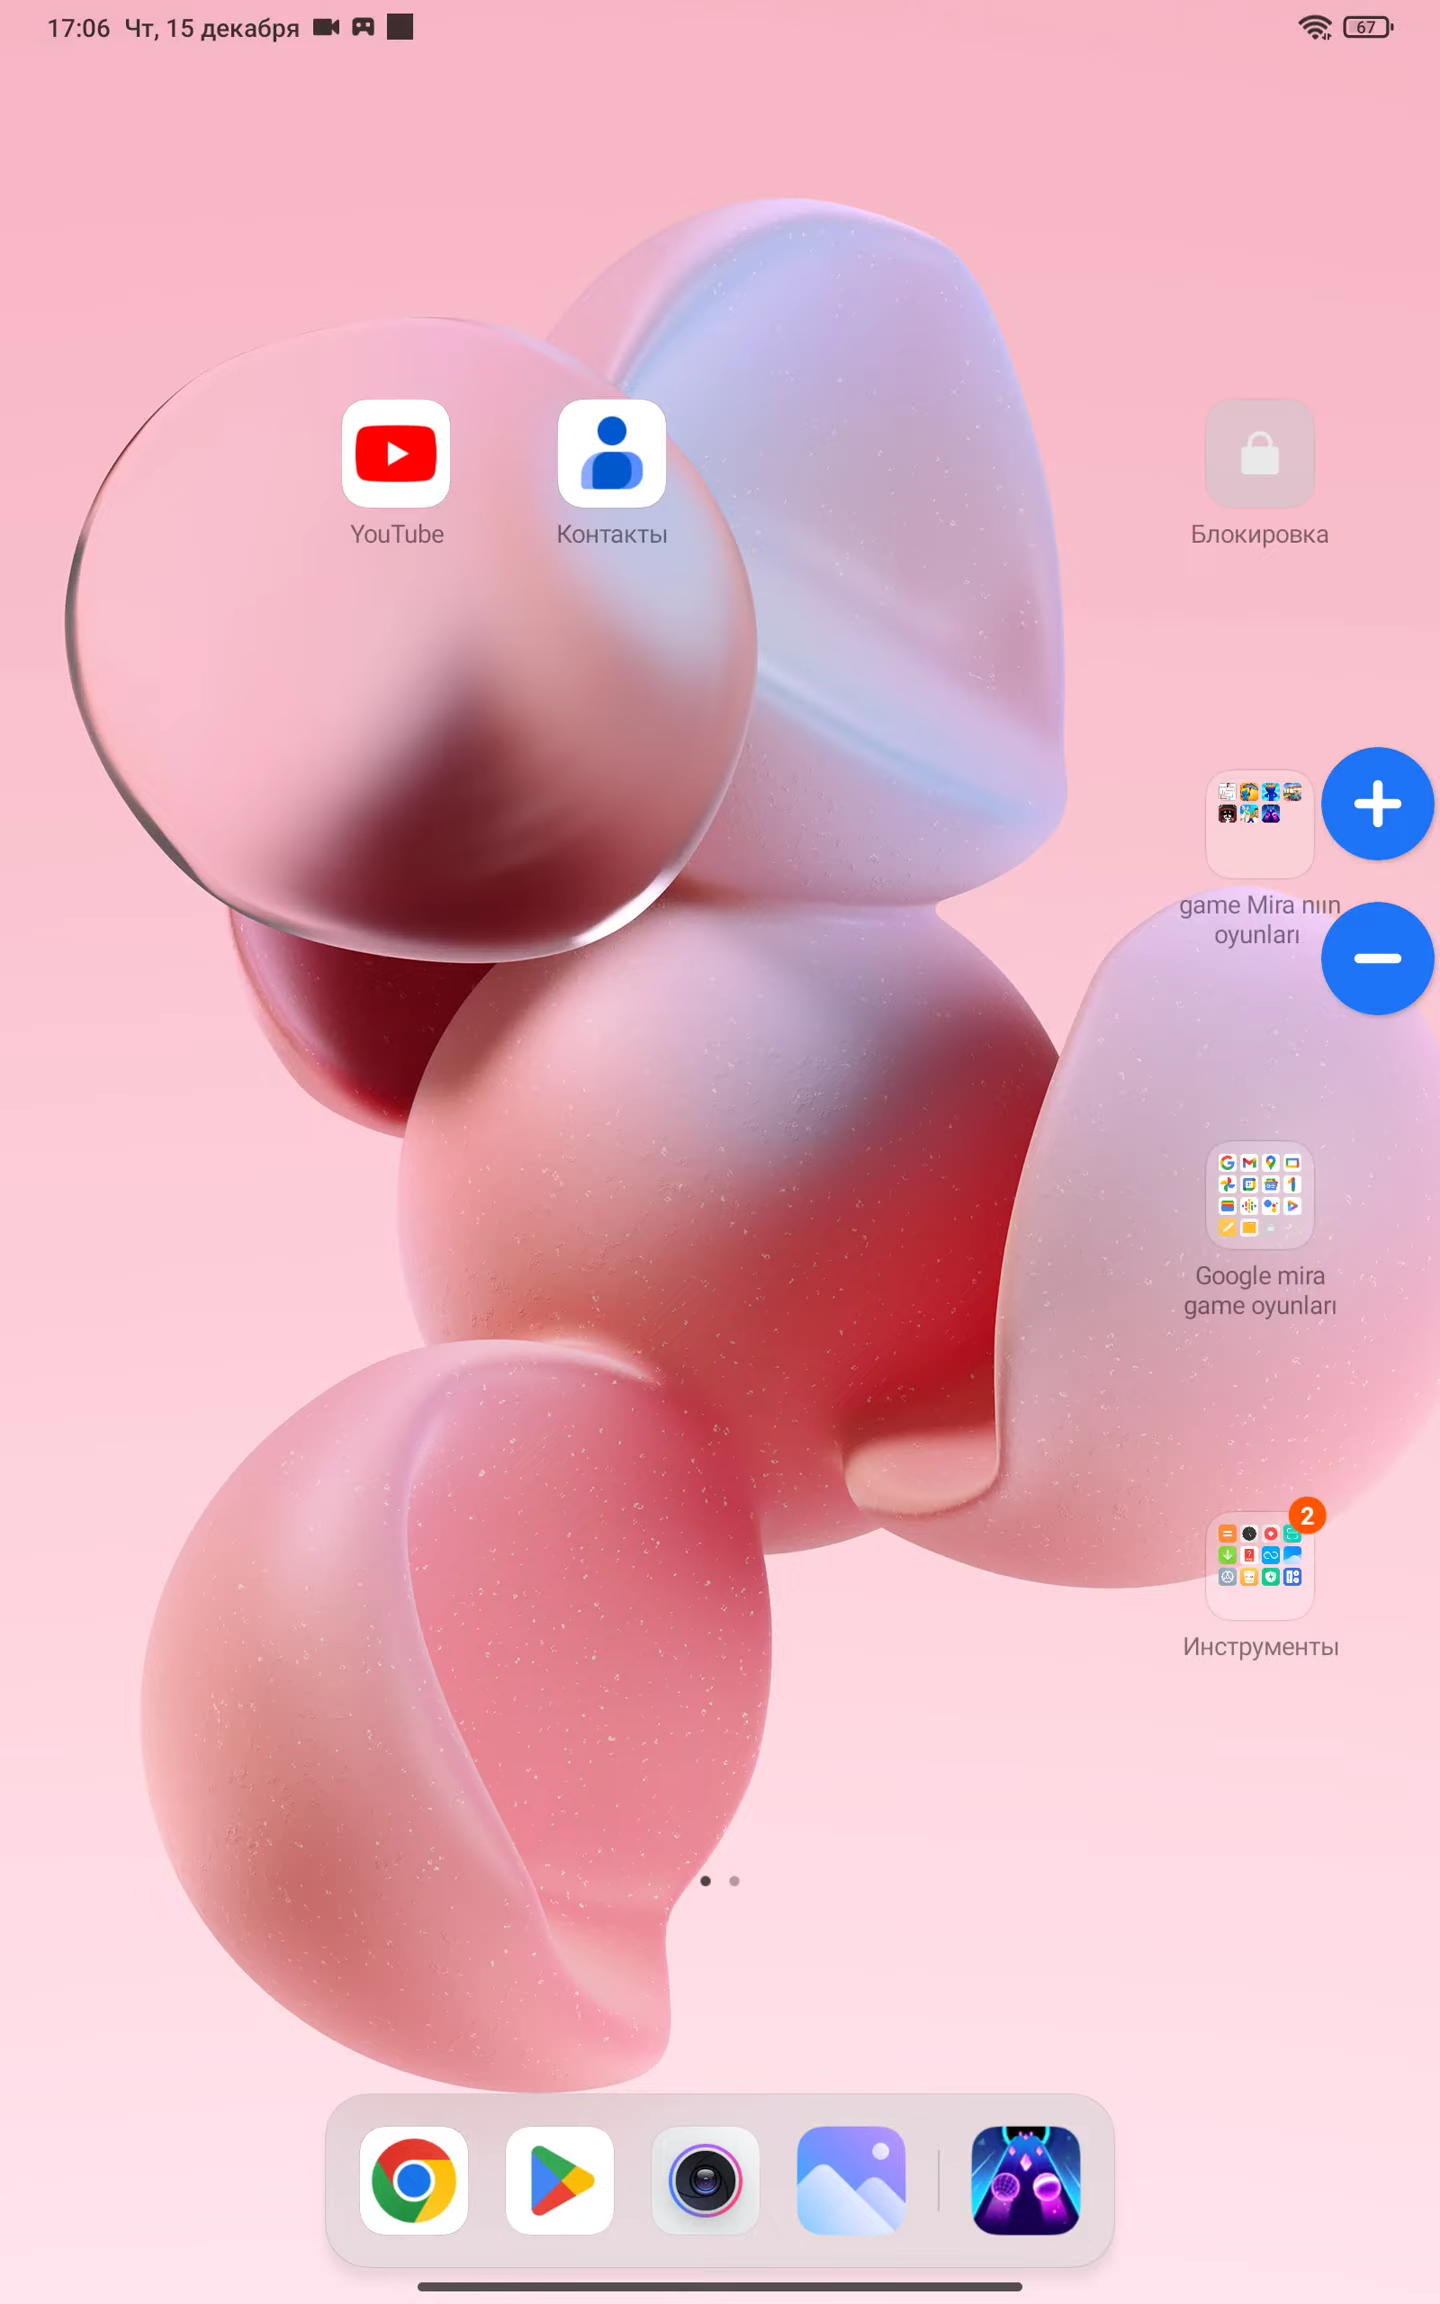 17:06 Чт, 15 декабря
67
YouTube
Контакты
Блокировка
game Mira nıın
oyunları
Google mira
game oyunları
2
Инструменты